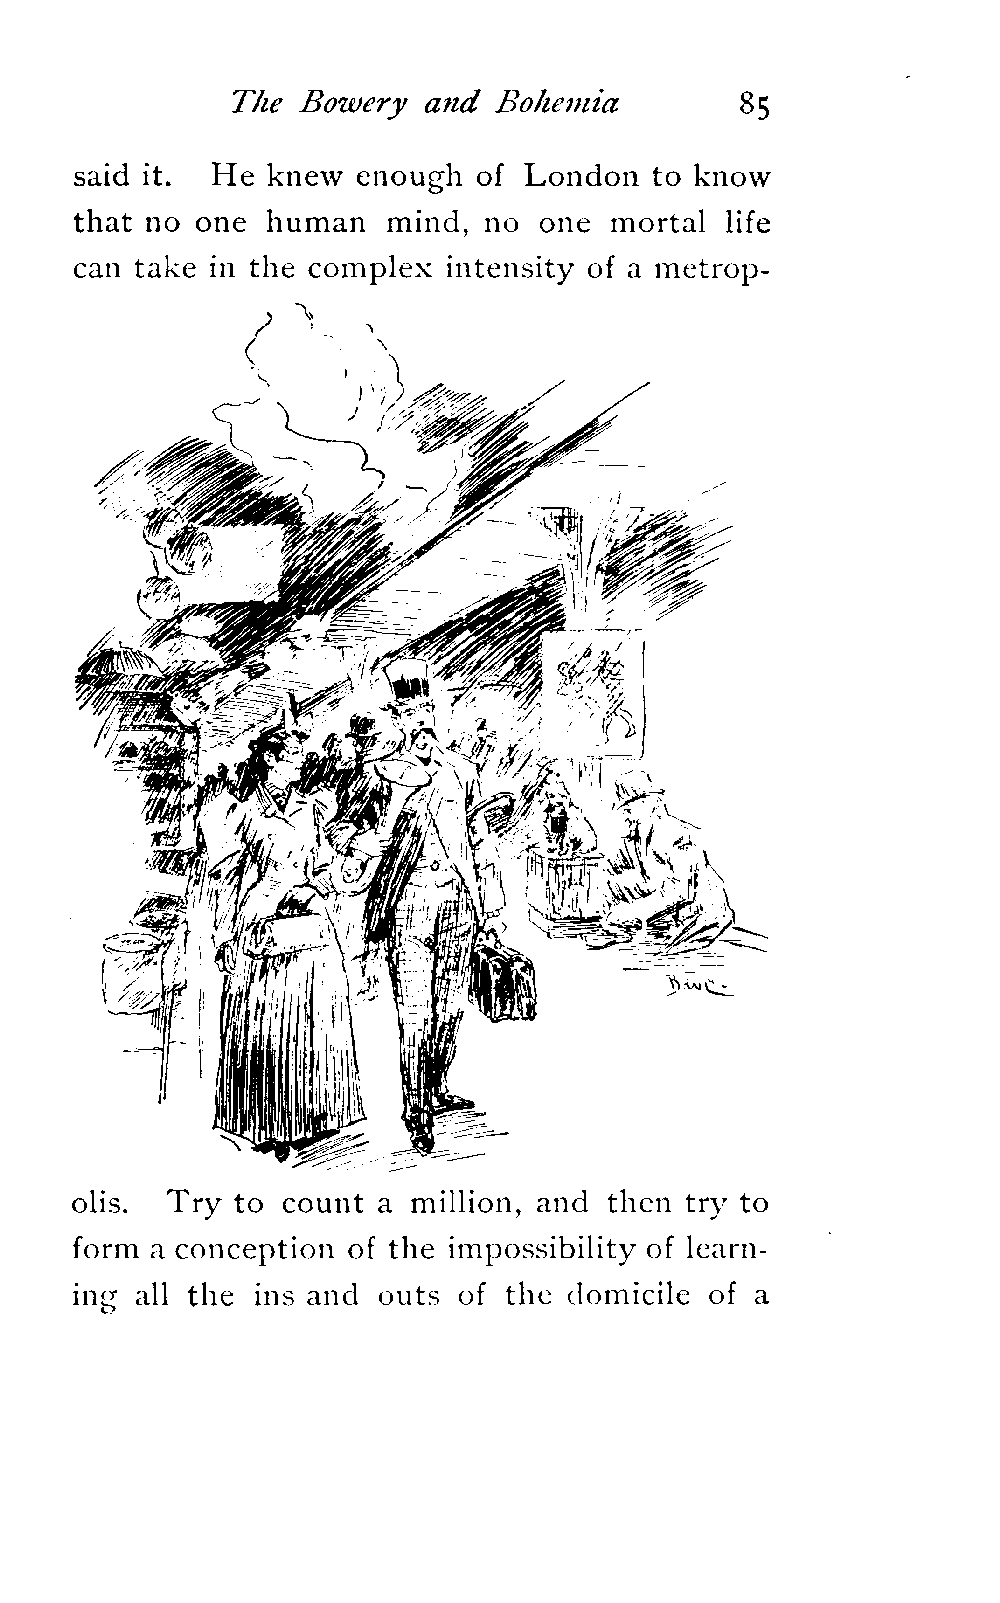 The Bowery and Bohemia 85
said it. He knew enough of London to know
that no one human mind, no one mortal life
can take in the complex intensity of a metrop-
olis. Try to count a million, and then try to
form a conception of the impossibility of learn-
ing all the ins and outs of the domicile of a